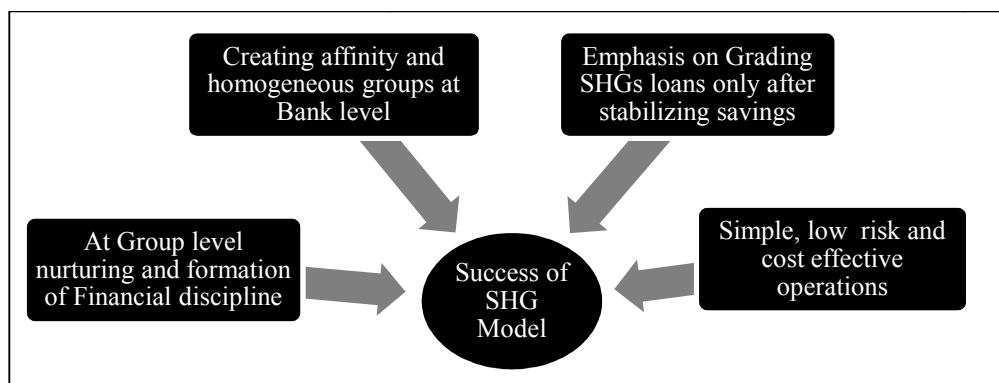 Creating affinity and
homogeneous groups at
Bank level
Emphasis on Grading
SHGs loans only after
stabilizing savings
At Group level
nurturing and formation
of Financial discipline
Success of
SHG
Model
Simple, low risk and
cost effective
operations